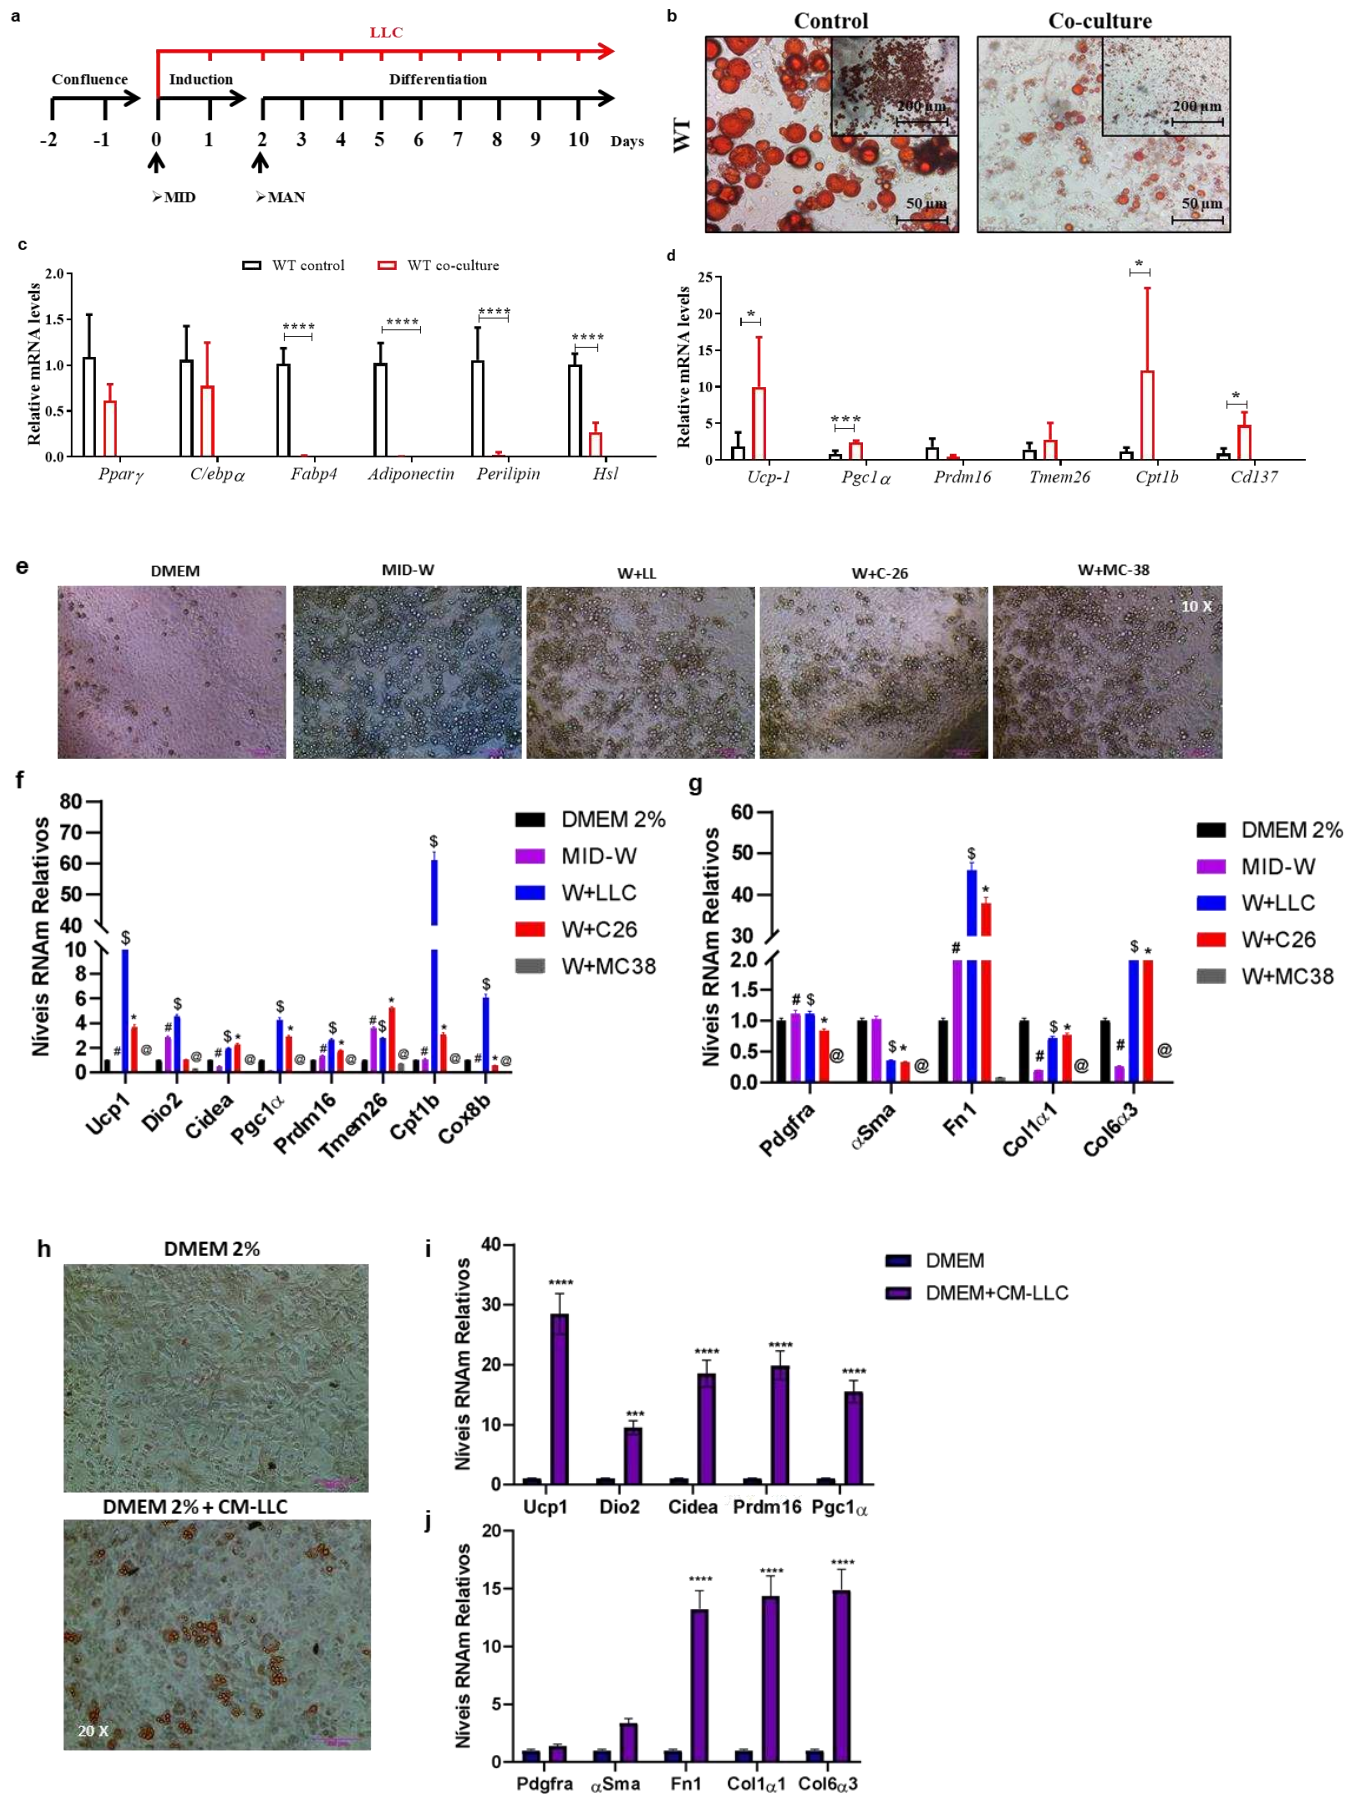 a
LLC
Confluence
Induction
Differentiation
-2 -1 0 1 2 3 4 5 6 7 8 9 10 Days
➢MID
➢MAN
b
Control
Co-culture
WT
200 μm
50 μm
200 μm
50 μm
c
WT control
WT co-culture
Relative mRNA levels
2.0
1.5
1.0
0.5
0.0
****
****
****
****
Pparγ
C/ebpα
Fabp4
Adiponectin
Perilipin
Hsl
d
Relative mRNA levels
25
20
15
10
5
0
*
***
*
*
Ucp-1
Pgc1α
Prdm16
Tmem26
Cpt1b
Cd137
e
DMEM
MID-W
W+LL
W+C-26
W+MC-38
10 X
f
Níveis RNAm Relativos
80
70
60
50
40
10
8
6
4
2
0
# $ * @
# $ @
# $ * @
$ * @
# $ * @
# $ * @
# $ * @
# $ * @
Ucp1
Dio2
Cidea
Pgc1α
Prdm16
Tmem26
Cpt1b
Cox8b
DMEM 2%
MID-W
W+LLC
W+C26
W+MC38
g
Níveis RNAm Relativos
60
50
40
30
2.0
1.5
1.0
0.5
0.0
# $ * @
$ * @
# $ *
# $ * @
# $ * @
Pdgfra
αSma
Fn1
Col1α1
Col6α3
DMEM 2%
MID-W
W+LLC
W+C26
W+MC38
h
DMEM 2%
DMEM 2% + CM-LLC
20 X
i
Níveis RNAm Relativos
40
30
20
10
0
****
***
****
****
****
Ucp1
Dio2
Cidea
Prdm16
Pgc1α
DMEM
DMEM+CM-LLC
j
Níveis RNAm Relativos
20
15
10
5
0
****
****
****
Pdgfra
αSma
Fn1
Col1α1
Col6α3